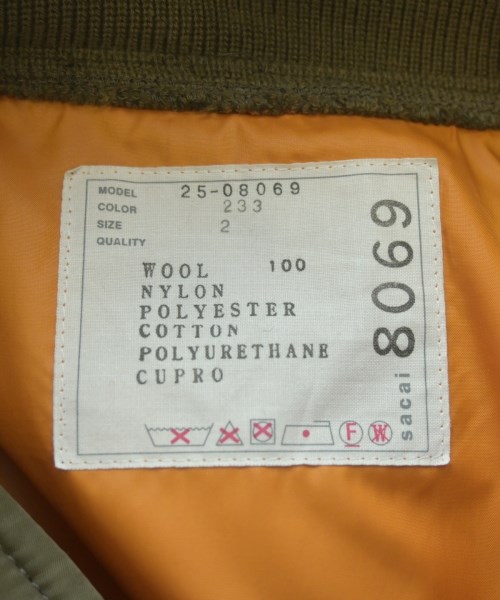 MODEL 25-08069
COLOR 233
SIZE 2
QUALITY
WOOL 100
NYLON
POLYESTER
COTTON
POLYURETHANE
CUPRO
F W
sacai 8069